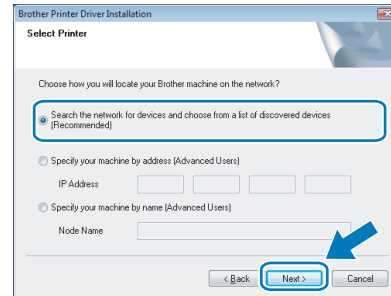 Brother Printer Driver Installation
Select Printer
Choose how you will locate your Brother machine on the network?
Search the network for devices and choose from a list of discovered devices
(Recommended)
Specify your machine by address (Advanced Users)
IP Address
Specify your machine by name (Advanced Users)
Node Name
< Back
Next >
Cancel